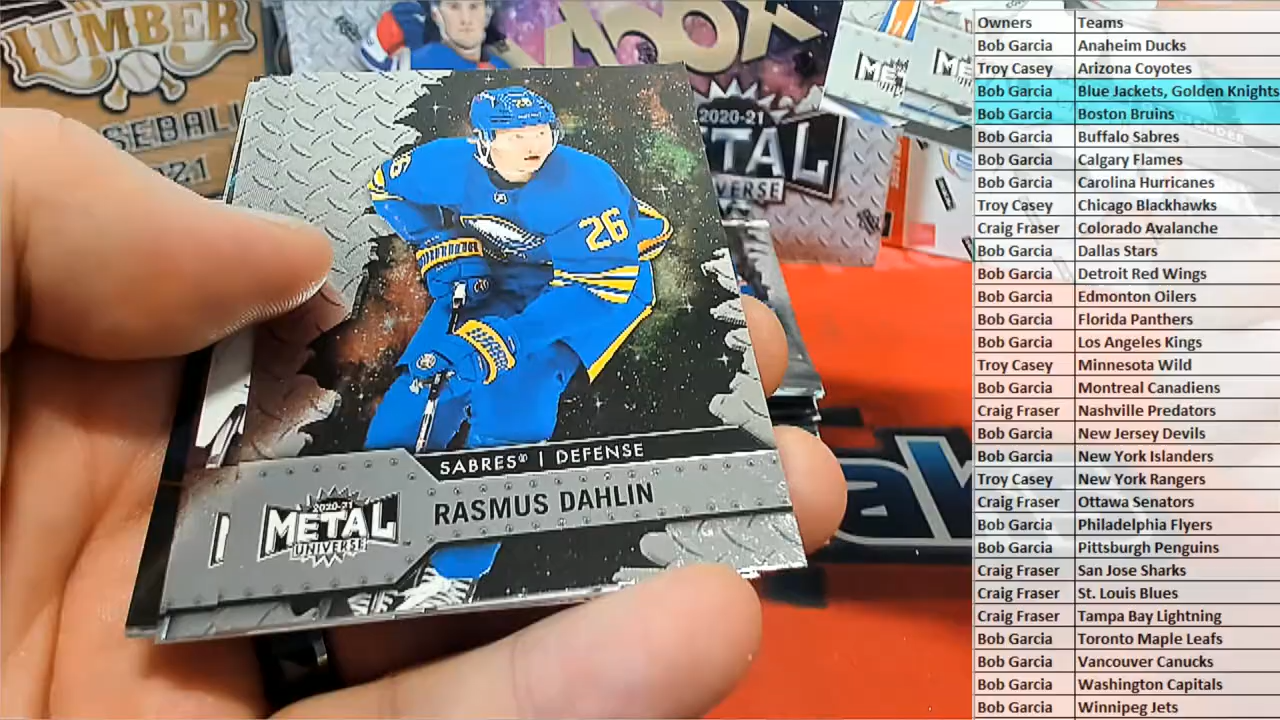 LUMBER
BASEBALL
2020-21
METAL
UNIVERSE
26
26
SABRES® | DEFENSE
RASMUS DAHLIN
2020-21
METAL
UNIVERSE
Owners Teams
Bob Garcia Anaheim Ducks
Troy Casey Arizona Coyotes
Bob Garcia Blue Jackets, Golden Knights
Bob Garcia Boston Bruins
Bob Garcia Buffalo Sabres
Bob Garcia Calgary Flames
Bob Garcia Carolina Hurricanes
Troy Casey Chicago Blackhawks
Craig Fraser Colorado Avalanche
Bob Garcia Dallas Stars
Bob Garcia Detroit Red Wings
Bob Garcia Edmonton Oilers
Bob Garcia Florida Panthers
Bob Garcia Los Angeles Kings
Troy Casey Minnesota Wild
Bob Garcia Montreal Canadiens
Craig Fraser Nashville Predators
Bob Garcia New Jersey Devils
Bob Garcia New York Islanders
Troy Casey New York Rangers
Craig Fraser Ottawa Senators
Bob Garcia Philadelphia Flyers
Bob Garcia Pittsburgh Penguins
Craig Fraser San Jose Sharks
Craig Fraser St. Louis Blues
Craig Fraser Tampa Bay Lightning
Bob Garcia Toronto Maple Leafs
Bob Garcia Vancouver Canucks
Bob Garcia Washington Capitals
Bob Garcia Winnipeg Jets